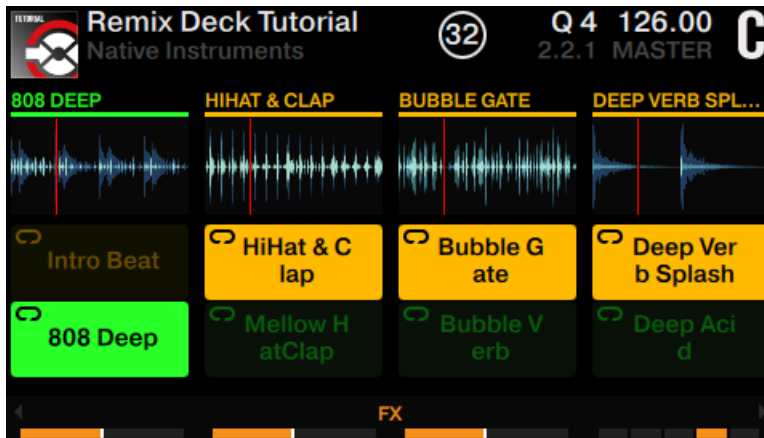 TUTORIAL
Remix Deck Tutorial
Native Instruments
32
Q 4 126.00
2.2.1 MASTER
C
808 DEEP
HIHAT & CLAP
BUBBLE GATE
DEEP VERB SPL...
Intro Beat
HiHat & C
lap
Bubble G
ate
Deep Ver
b Splash
808 Deep
Mellow H
atClap
Bubble V
erb
Deep Aci
d
FX